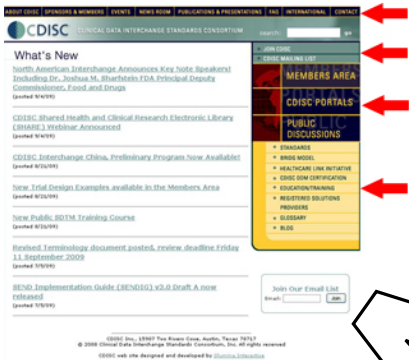 ABOUT CDISC SPONSORS & MEMBERS EVENTS NEWS ROOM PUBLICATIONS & PRESENTATIONS FAQ INTERNATIONAL CONTACT
CDISC CLINICAL DATA INTERCHANGE STANDARDS CONSORTIUM search: go
JOIN CDISC
CDISC MAILING LIST
What's New
North American Interchange Announces Key Note Speakers!
Including Dr. Joshua M. Sharfstein FDA Principal Deputy
Commissioner, Food and Drugs
(posted 9/4/09)
CDISC Shared Health and Clinical Research Electronic Library
(SHARE) Webinar Announced
(posted 9/4/09)
CDISC Interchange China, Preliminary Program Now Available!
(posted 8/26/09)
New Trial Design Examples available in the Members Area
(posted 8/21/09)
New Public SDTM Training Course
(posted 8/21/09)
Revised Terminology document posted, review deadline Friday
11 September 2009
(posted 7/5/09)
SEND Implementation Guide (SENDIG) v3.0 Draft A now
released
(posted 7/5/09)
MEMBERS AREA
CDISC PORTALS
PUBLIC
DISCUSSIONS
STANDARDS
BRIDG MODEL
HEALTHCARE LINK INITIATIVE
CDISC ODM CERTIFICATION
EDUCATION/TRAINING
REGISTERED SOLUTIONS
PROVIDERS
GLOSSARY
BLOG
Join Our Email List
Email: Join
CDISC Inc., 15907 Two Rivers Cove, Austin, Texas 78717
© 2008 Clinical Data Interchange Standards Consortium, Inc. All rights reserved
CDISC web site designed and developed by Illumina Interactive